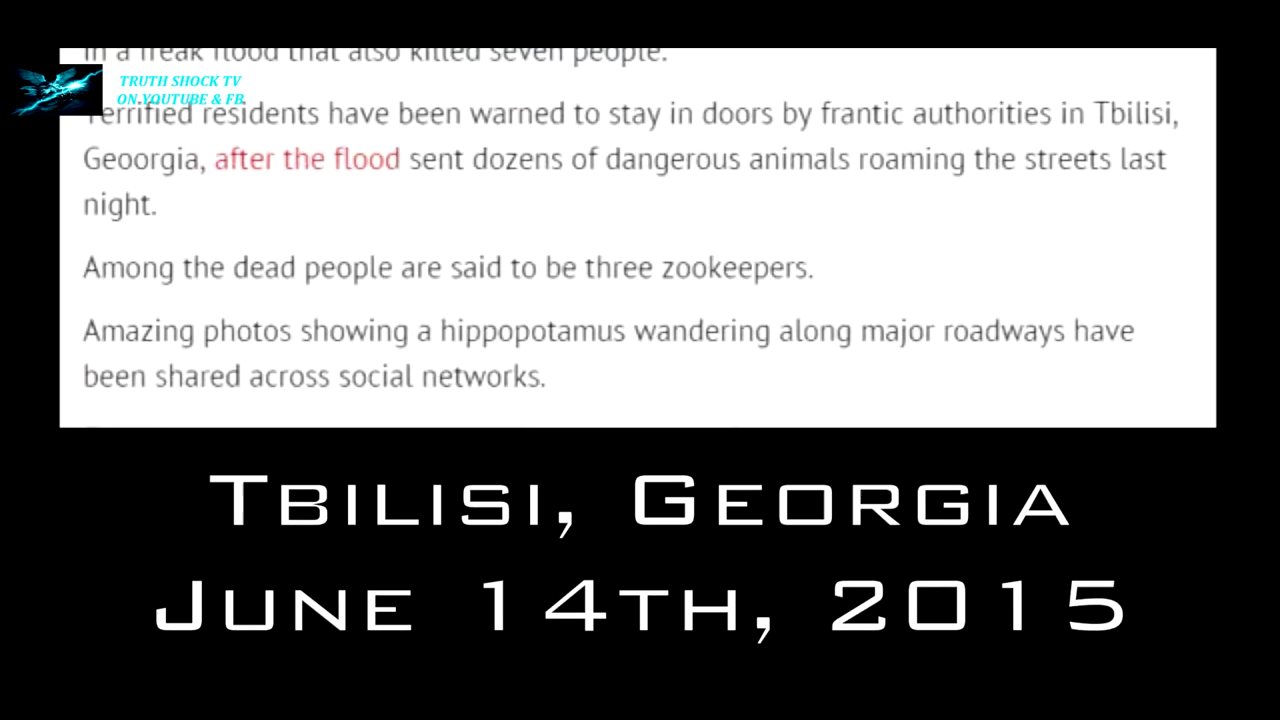 in a freak flood that also killed seven people.
TRUTH SHOCK TV
ON YOUTUBE & FB
Terrified residents have been warned to stay in doors by frantic authorities in Tbilisi,
Geoorgia, after the flood sent dozens of dangerous animals roaming the streets last
night.
Among the dead people are said to be three zookeepers.
Amazing photos showing a hippopotamus wandering along major roadways have
been shared across social networks.
TBILISI, GEORGIA
JUNE 14TH, 2015